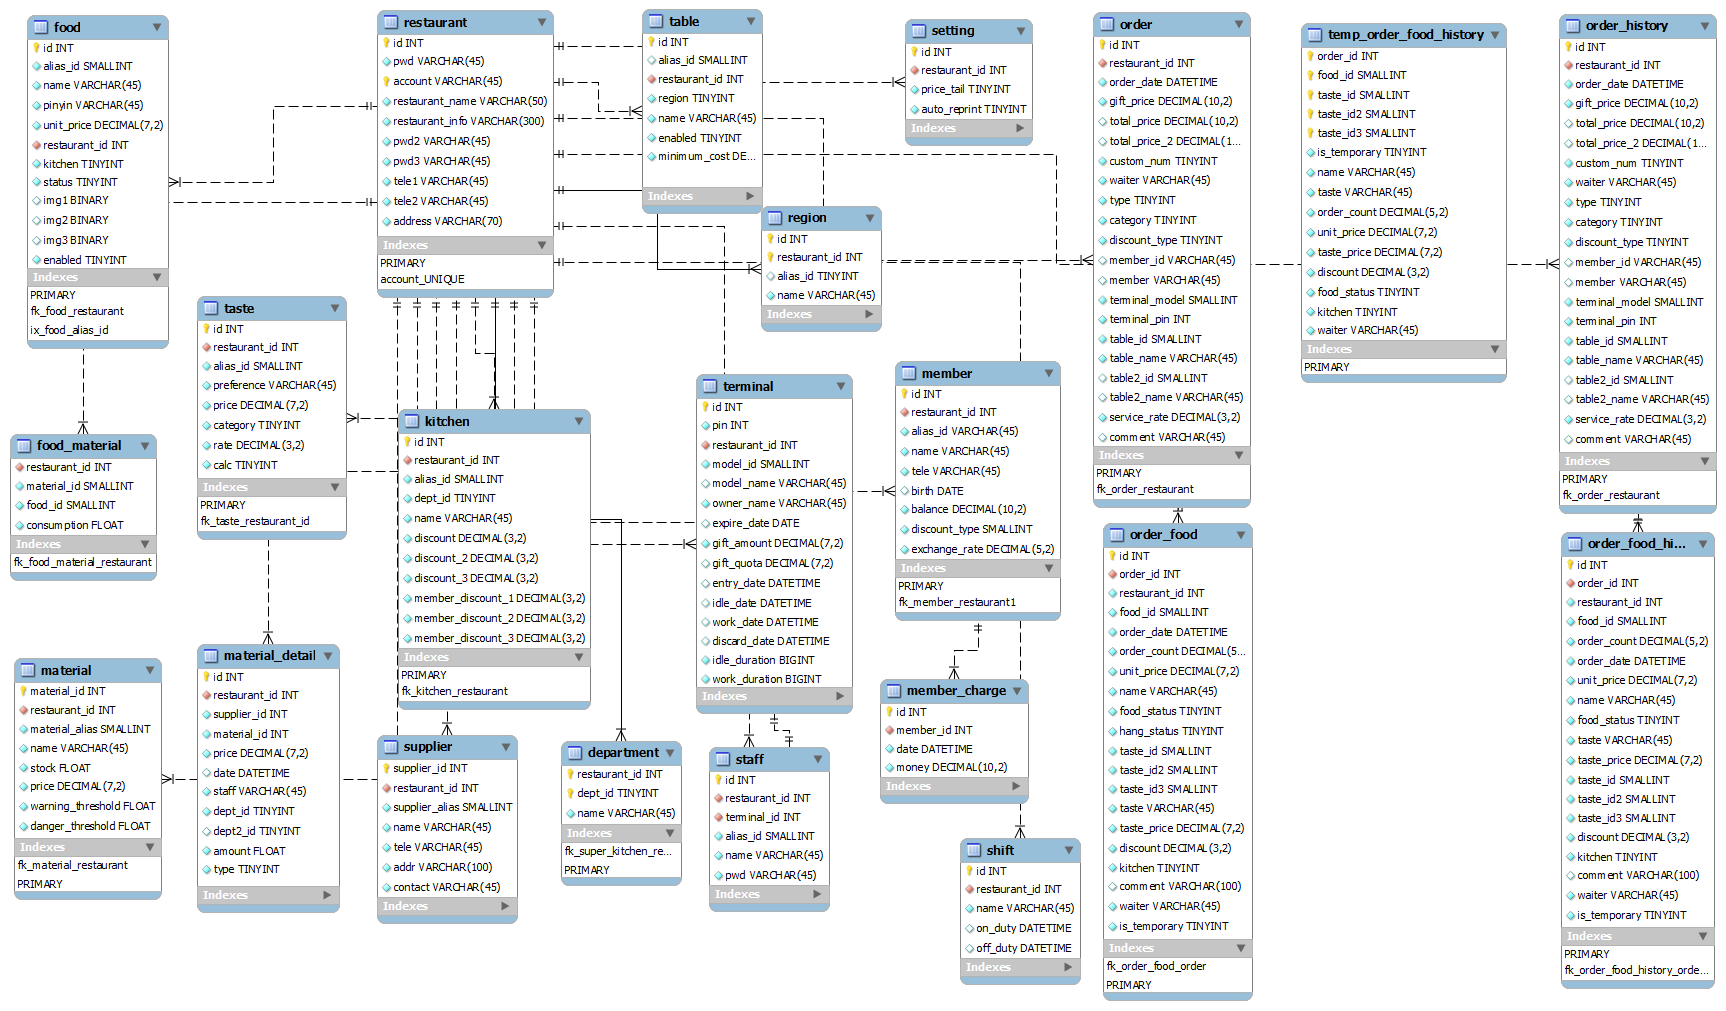 food
id INT
alias_id SMALLINT
name VARCHAR(45)
pinyin VARCHAR(45)
unit_price DECIMAL(7,2)
restaurant_id INT
kitchen TINYINT
status TINYINT
img1 BINARY
img2 BINARY
img3 BINARY
enabled TINYINT
Indexes
PRIMARY
fk_food_restaurant
ix_food_alias_id
restaurant
id INT
pwd VARCHAR(45)
account VARCHAR(45)
restaurant_name VARCHAR(50)
restaurant_info VARCHAR(300)
pwd2 VARCHAR(45)
pwd3 VARCHAR(45)
tele1 VARCHAR(45)
tele2 VARCHAR(45)
address VARCHAR(70)
Indexes
PRIMARY
account_UNIQUE
table
id INT
alias_id SMALLINT
restaurant_id INT
region TINYINT
name VARCHAR(45)
enabled TINYINT
minimum_cost DE...
Indexes
setting
id INT
restaurant_id INT
price_tail TINYINT
auto_reprint TINYINT
Indexes
region
id INT
restaurant_id INT
alias_id TINYINT
name VARCHAR(45)
Indexes
order
id INT
restaurant_id INT
order_date DATETIME
gift_price DECIMAL(10,2)
total_price DECIMAL(10,2)
total_price_2 DECIMAL(1...
custom_num TINYINT
waiter VARCHAR(45)
type TINYINT
category TINYINT
discount_type TINYINT
member_id VARCHAR(45)
member VARCHAR(45)
terminal_model SMALLINT
terminal_pin INT
table_id SMALLINT
table_name VARCHAR(45)
table2_id SMALLINT
table2_name VARCHAR(45)
service_rate DECIMAL(3,2)
comment VARCHAR(45)
Indexes
PRIMARY
fk_order_restaurant
temp_order_food_history
order_id INT
food_id SMALLINT
taste_id SMALLINT
taste_id2 SMALLINT
taste_id3 SMALLINT
is_temporary TINYINT
name VARCHAR(45)
taste VARCHAR(45)
order_count DECIMAL(5,2)
unit_price DECIMAL(7,2)
taste_price DECIMAL(7,2)
discount DECIMAL(3,2)
food_status TINYINT
kitchen TINYINT
waiter VARCHAR(45)
Indexes
PRIMARY
order_history
id INT
restaurant_id INT
order_date DATETIME
gift_price DECIMAL(10,2)
total_price DECIMAL(10,2)
total_price_2 DECIMAL(1...
custom_num TINYINT
waiter VARCHAR(45)
type TINYINT
category TINYINT
discount_type TINYINT
member_id VARCHAR(45)
member VARCHAR(45)
terminal_model SMALLINT
terminal_pin INT
table_id SMALLINT
table_name VARCHAR(45)
table2_id SMALLINT
table2_name VARCHAR(45)
service_rate DECIMAL(3,2)
comment VARCHAR(45)
Indexes
PRIMARY
fk_order_restaurant
taste
id INT
restaurant_id INT
alias_id SMALLINT
preference VARCHAR(45)
price DECIMAL(7,2)
category TINYINT
rate DECIMAL(3,2)
calc TINYINT
Indexes
PRIMARY
fk_taste_restaurant_id
food_material
restaurant_id INT
material_id SMALLINT
food_id SMALLINT
consumption FLOAT
Indexes
fk_food_material_restaurant
kitchen
id INT
restaurant_id INT
alias_id SMALLINT
dept_id TINYINT
name VARCHAR(45)
discount DECIMAL(3,2)
discount_2 DECIMAL(3,2)
discount_3 DECIMAL(3,2)
member_discount_1 DECIMAL(3,2)
member_discount_2 DECIMAL(3,2)
member_discount_3 DECIMAL(3,2)
Indexes
PRIMARY
fk_kitchen_restaurant
terminal
id INT
pin INT
restaurant_id INT
model_id SMALLINT
model_name VARCHAR(45)
owner_name VARCHAR(45)
expire_date DATE
gift_amount DECIMAL(7,2)
gift_quota DECIMAL(7,2)
entry_date DATETIME
idle_date DATETIME
work_date DATETIME
discard_date DATETIME
idle_duration BIGINT
work_duration BIGINT
Indexes
member
id INT
restaurant_id INT
alias_id VARCHAR(45)
name VARCHAR(45)
tele VARCHAR(45)
birth DATE
balance DECIMAL(10,2)
discount_type SMALLINT
exchange_rate DECIMAL(5,2)
Indexes
PRIMARY
fk_member_restaurant1
order_food
id INT
order_id INT
restaurant_id INT
food_id SMALLINT
order_date DATETIME
order_count DECIMAL(5...
unit_price DECIMAL(7,2)
name VARCHAR(45)
food_status TINYINT
hang_status TINYINT
taste_id SMALLINT
taste_id2 SMALLINT
taste_id3 SMALLINT
taste VARCHAR(45)
taste_price DECIMAL(7,2)
discount DECIMAL(3,2)
kitchen TINYINT
comment VARCHAR(100)
waiter VARCHAR(45)
is_temporary TINYINT
Indexes
fk_order_food_order
PRIMARY
order_food_hi...
id INT
order_id INT
restaurant_id INT
food_id SMALLINT
order_count DECIMAL(5,2)
order_date DATETIME
unit_price DECIMAL(7,2)
name VARCHAR(45)
food_status TINYINT
taste VARCHAR(45)
taste_price DECIMAL(7,2)
taste_id SMALLINT
taste_id2 SMALLINT
taste_id3 SMALLINT
discount DECIMAL(3,2)
kitchen TINYINT
comment VARCHAR(100)
waiter VARCHAR(45)
is_temporary TINYINT
Indexes
PRIMARY
fk_order_food_history_orde...
material
material_id INT
restaurant_id INT
material_alias SMALLINT
name VARCHAR(45)
stock FLOAT
price DECIMAL(7,2)
warning_threshold FLOAT
danger_threshold FLOAT
Indexes
fk_material_restaurant
PRIMARY
material_detail
id INT
restaurant_id INT
supplier_id INT
material_id INT
price DECIMAL(7,2)
date DATETIME
staff VARCHAR(45)
dept_id TINYINT
dept2_id TINYINT
amount FLOAT
type TINYINT
Indexes
supplier
supplier_id INT
restaurant_id INT
supplier_alias SMALLINT
name VARCHAR(45)
tele VARCHAR(45)
addr VARCHAR(100)
contact VARCHAR(45)
Indexes
department
restaurant_id INT
dept_id TINYINT
name VARCHAR(45)
Indexes
fk_super_kitchen_re...
PRIMARY
staff
id INT
restaurant_id INT
terminal_id INT
alias_id SMALLINT
name VARCHAR(45)
pwd VARCHAR(45)
Indexes
member_charge
id INT
member_id INT
date DATETIME
money DECIMAL(10,2)
Indexes
shift
id INT
restaurant_id INT
name VARCHAR(45)
on_duty DATETIME
off_duty DATETIME
Indexes